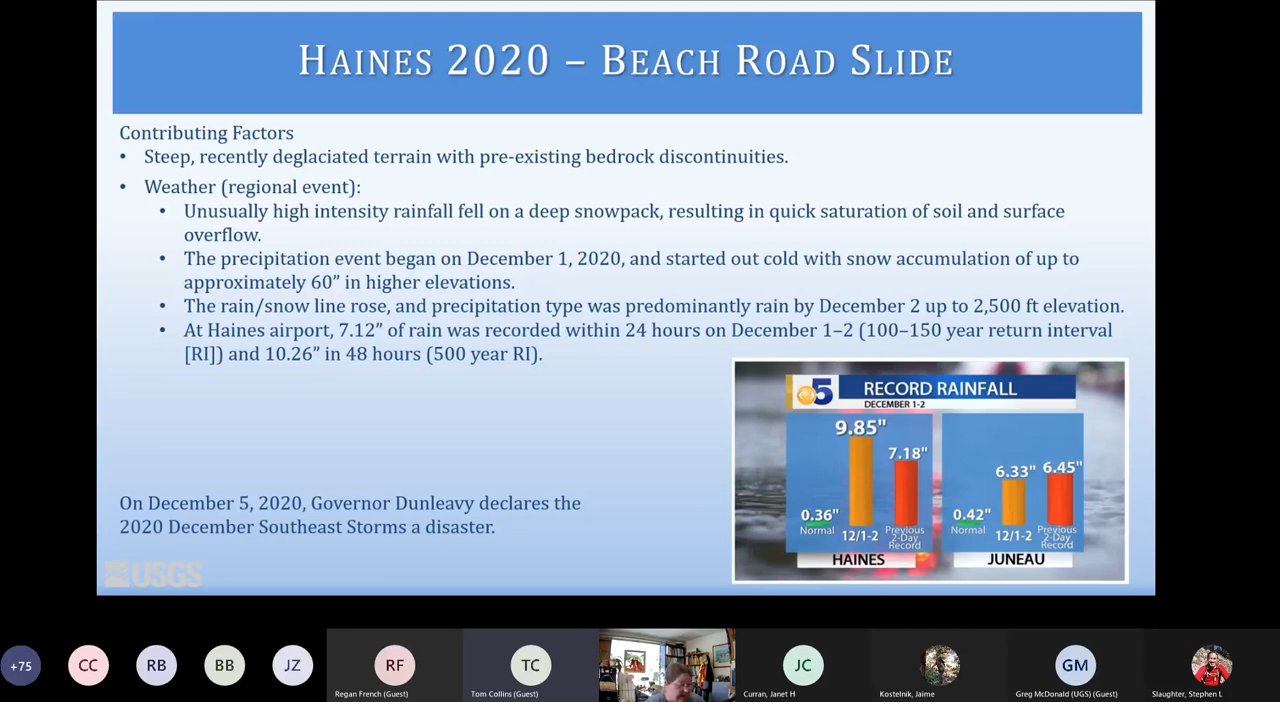 HAINES 2020 – BEACH ROAD SLIDE
Contributing Factors
• Steep, recently deglaciated terrain with pre-existing bedrock discontinuities.
• Weather (regional event):
• Unusually high intensity rainfall fell on a deep snowpack, resulting in quick saturation of soil and surface
overflow.
• The precipitation event began on December 1, 2020, and started out cold with snow accumulation of up to
approximately 60” in higher elevations.
• The rain/snow line rose, and precipitation type was predominantly rain by December 2 up to 2,500 ft elevation.
• At Haines airport, 7.12” of rain was recorded within 24 hours on December 1–2 (100–150 year return interval
[RI]) and 10.26” in 48 hours (500 year RI).
On December 5, 2020, Governor Dunleavy declares the
2020 December Southeast Storms a disaster.
USGS
5
RECORD RAINFALL
DECEMBER 1-2
0.36"
Normal
9.85"
12/1-2
7.18"
Previous
2-Day
Record
HAINES
0.42"
Normal
6.33"
12/1-2
6.45"
Previous
2-Day
Record
JUNEAU
+75
CC
RB
BB
JZ
RF
Regan French (Guest)
TC
Tom Collins (Guest)
JC
Curran, Janet H
Kostelnik, Jaime
GM
Greg McDonald (UGS) (Guest)
Slaughter, Stephen L